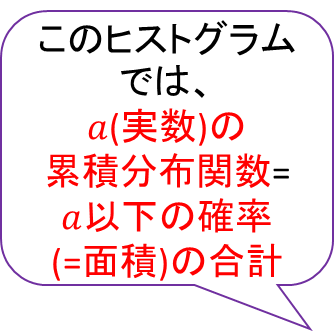 このヒストグラム
では、
a(実数)の
累積分布関数=
a以下の確率
(=面積)の合計